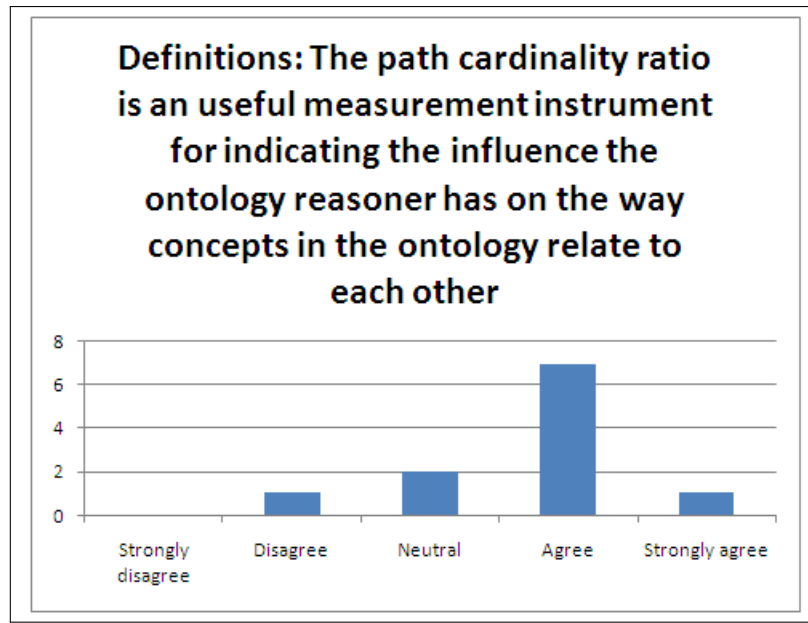 Definitions: The path cardinality ratio
is an useful measurement instrument
for indicating the influence the
ontology reasoner has on the way
concepts in the ontology relate to
each other
8
6
4
2
0
Strongly disagree
Disagree
Neutral
Agree
Strongly agree